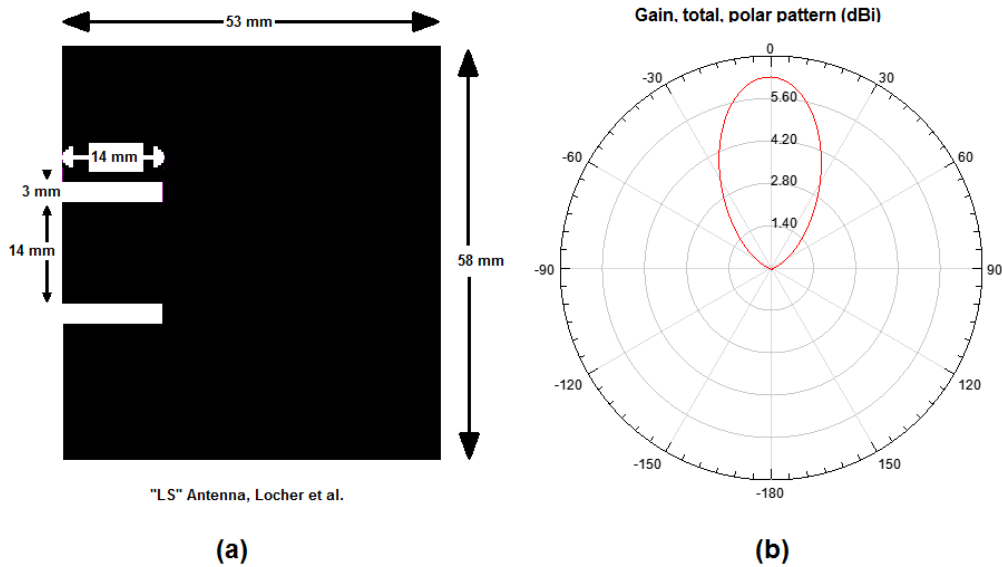 53 mm
14 mm
3 mm
14 mm
58 mm
"LS" Antenna, Locher et al.
(a)
Gain, total, polar pattern (dBi)
0
-30
30
5.60
-60
4.20
60
2.80
1.40
-90
90
-120
120
-150
150
-180
(b)